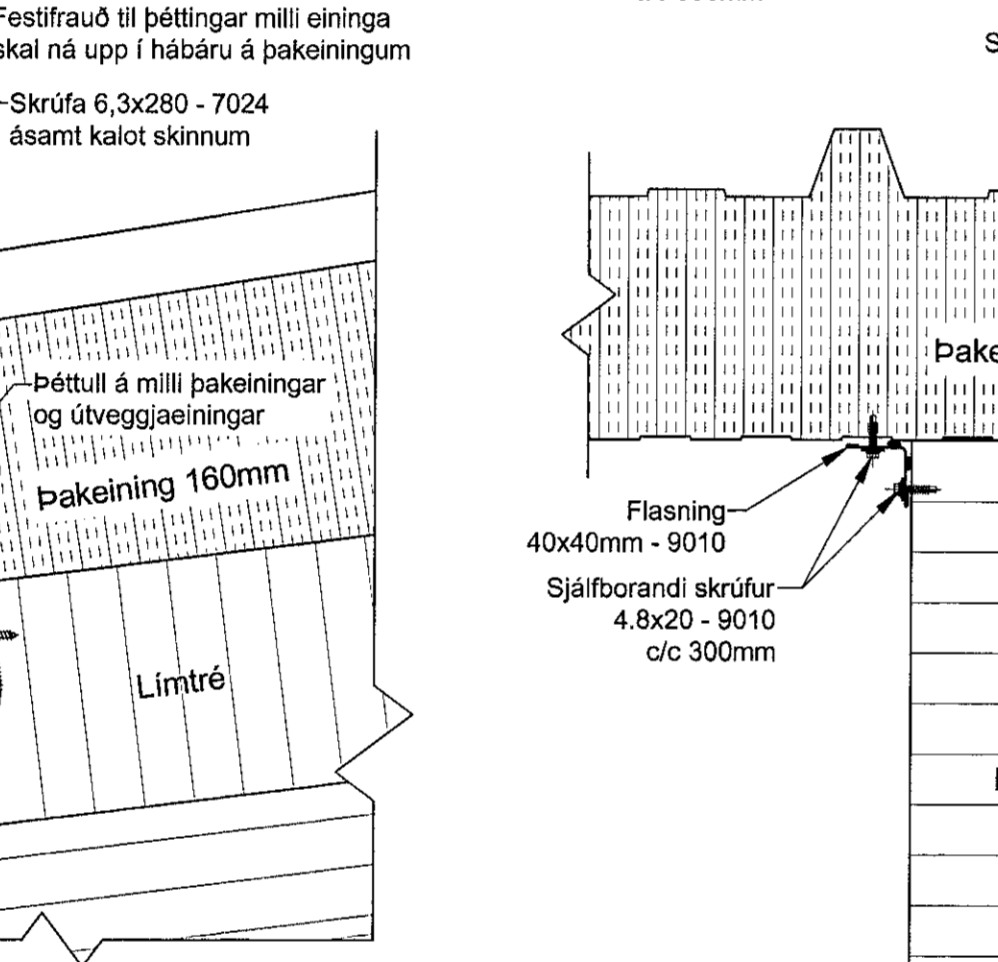 Festifrauð til þéttingar milli eininga
skal ná upp í hábáru á þakeiningum
Skrúfa 6,3x280 - 7024
ásamt kalot skinnum
Þéttull á milli þakeiningar
og útveggjaeiningar
Þakeining 160mm
Límtré
S
Þake
Flasning
40x40mm - 9010
Sjálfborandi skrúfur
4.8x20 - 9010
c/c 300mm